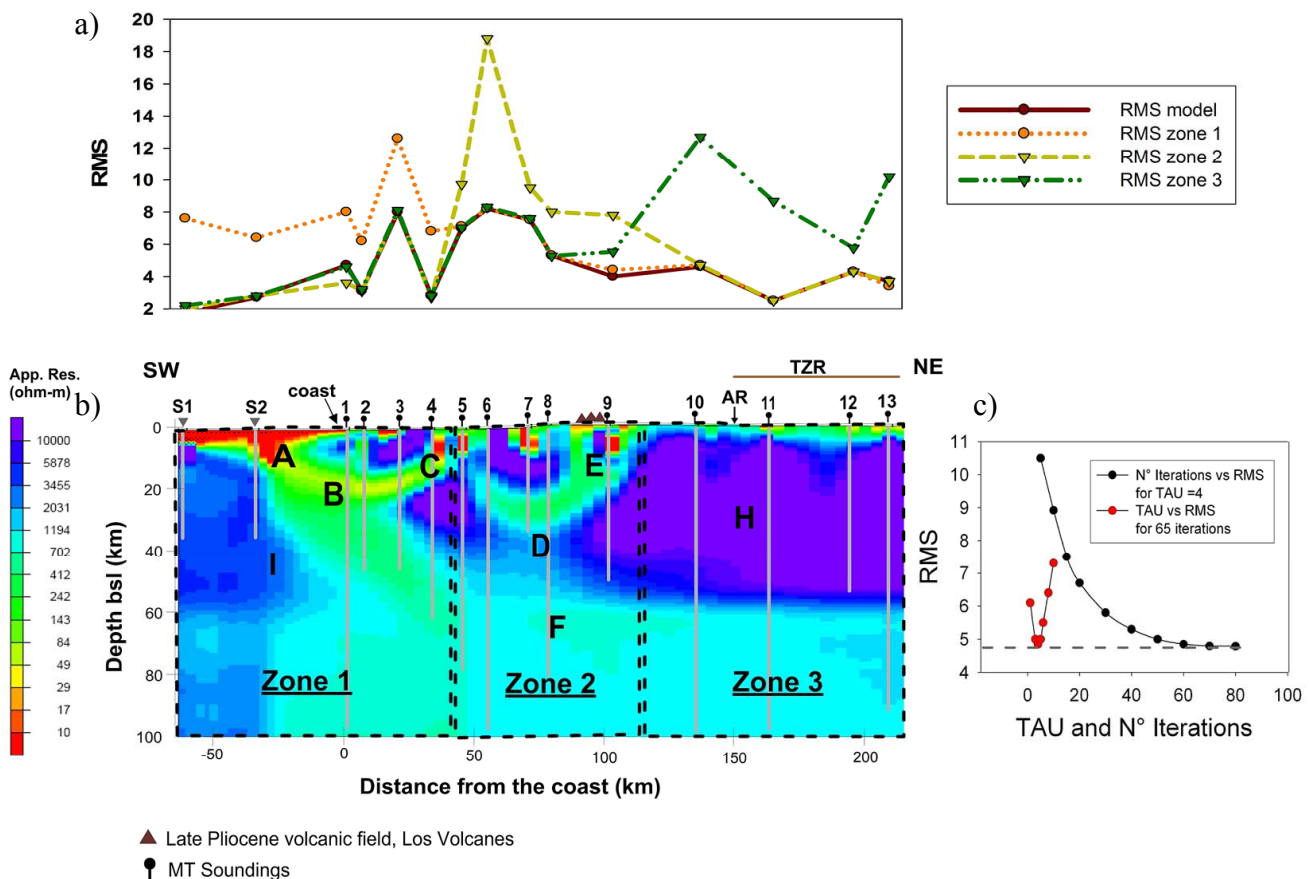 a)
20
18
16
14
12
10
8
6
4
2
RMS
RMS model
RMS zone 1
RMS zone 2
RMS zone 3
App. Res.
(ohm-m)
10000
5878
3455
2031
1194
702
412
242
143
84
49
29
17
10
b)
SW
NE
TZR
coast
AR
S1 S2 1 2 3 4 5 6 7 8 9 10 11 12 13
0
20
40
60
80
100
Depth bsl (km)
A
B
C
D
E
F
H
I
Zone 1
Zone 2
Zone 3
-50 0 50 100 150 200
Distance from the coast (km)
Late Pliocene volcanic field, Los Volcanes
MT Soundings
c)
11
10
9
8
7
6
5
4
RMS
N° Iterions vs RMS
for TAU =4
TAU vs RMS
for 65 iterations
0 20 40 60 80 100
TAU and N° Iterations